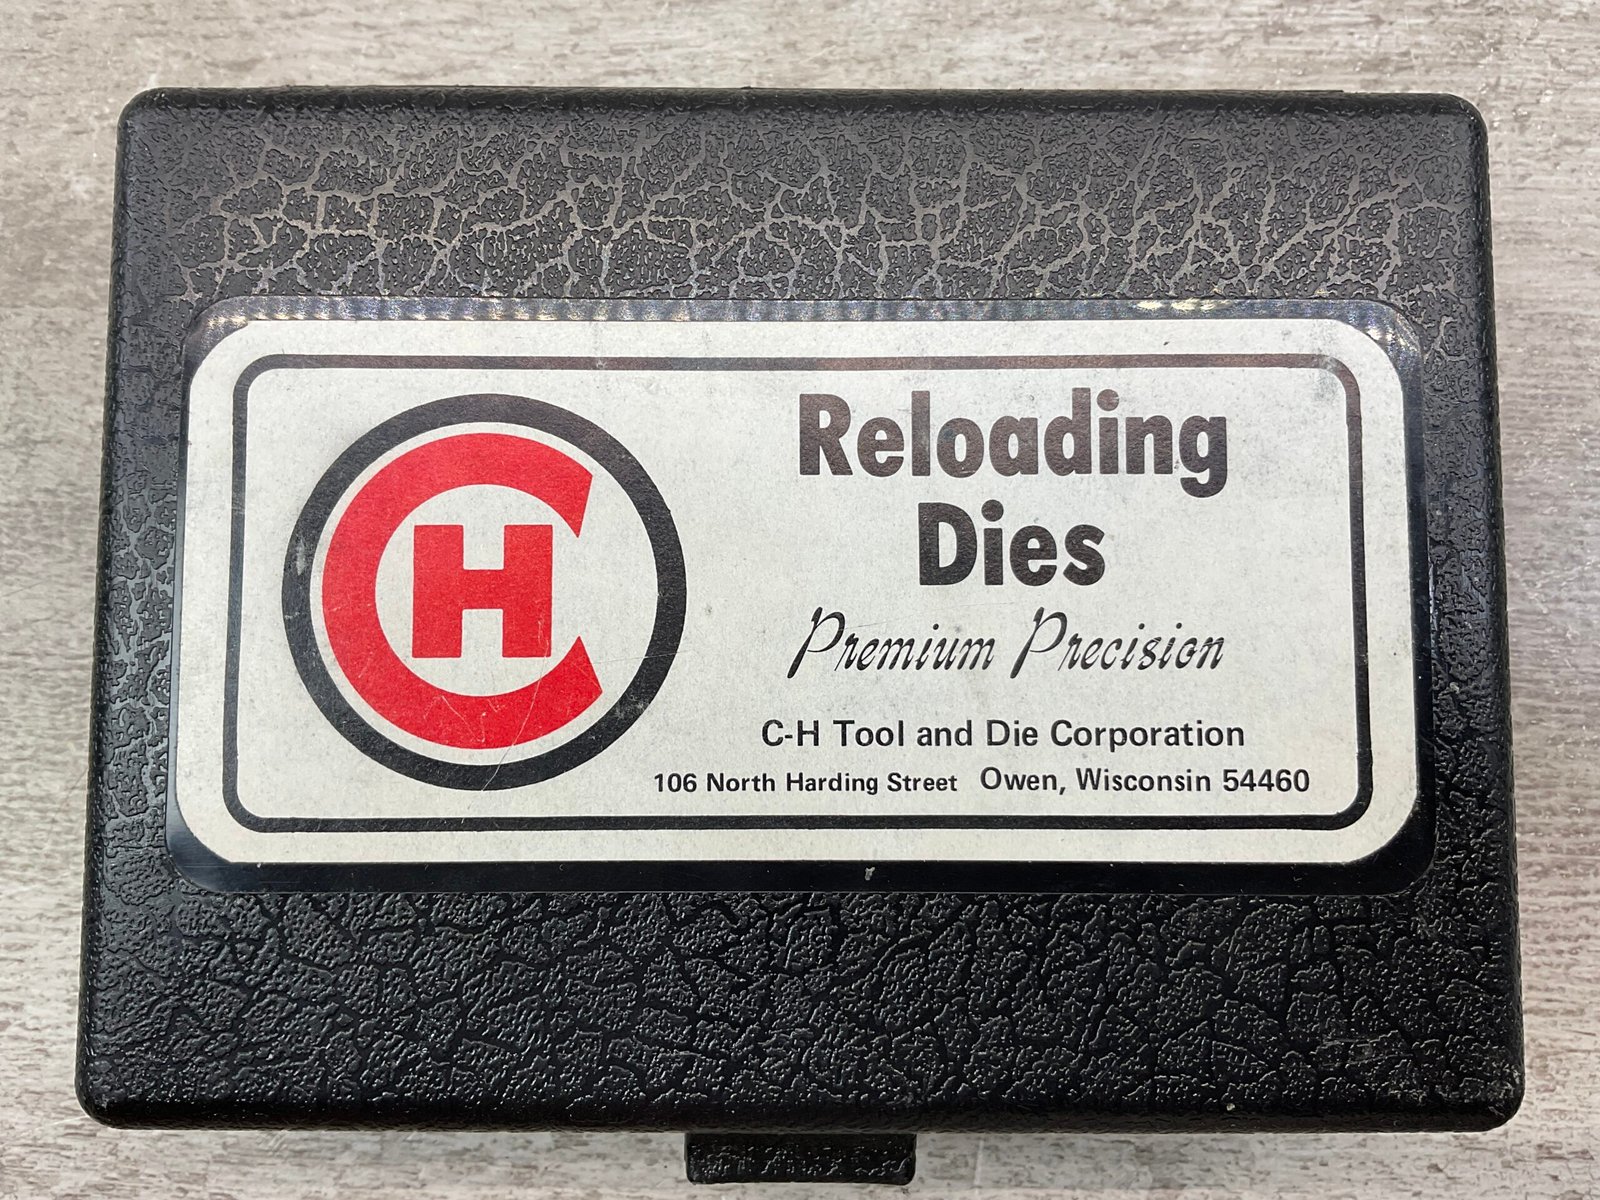 CH
Reloading
Dies
Premium Precision
C-H Tool and Die Corporation
106 North Harding Street Owen, Wisconsin 54460